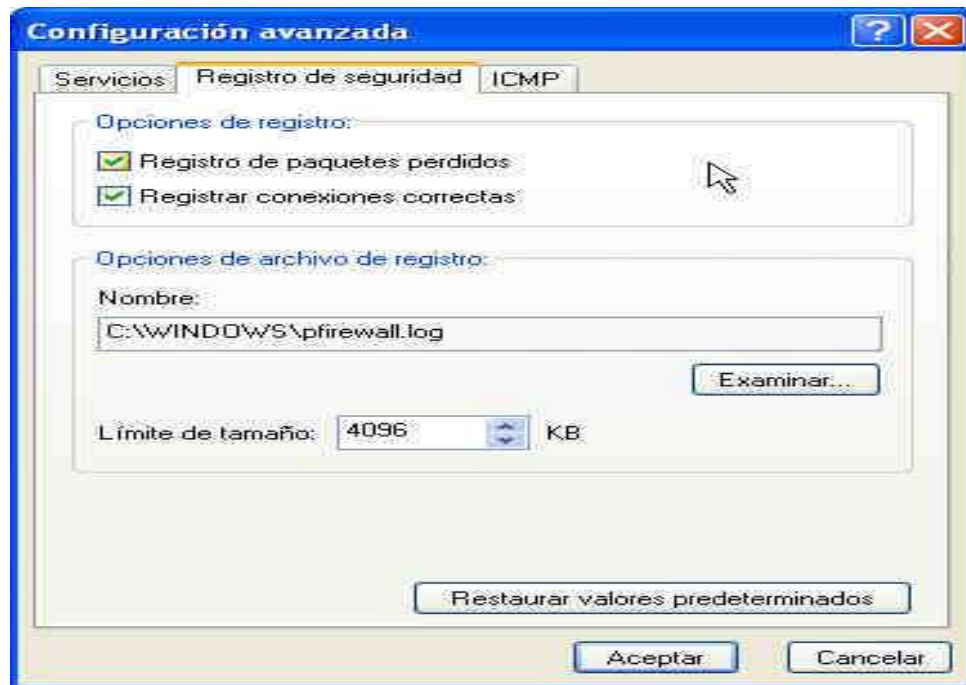 Configuración avanzada
Servicios Registro de seguridad ICMP
Opciones de registro:
Registro de paquetes perdidos
Registrar conexiones correctas
Opciones de archivo de registro:
Nombre:
C:\WINDOWS\pfirewall.log
Examinar...
Límite de tamaño: 4096 KB
Restaurar valores predeterminados
Aceptar Cancelar